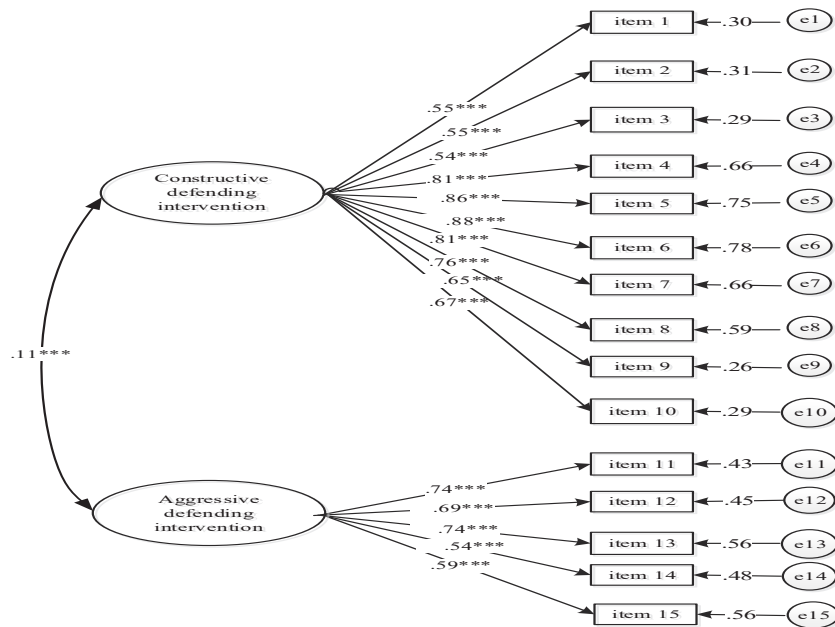 item 1
.30
e1
item 2
.31
e2
.55***
.55***
item 3
.29
e3
.54***
item 4
.66
e4
Constructive
defending
intervention
.81***
.86***
item 5
.75
e5
.88***
item 6
.78
e6
.81***
.76***
item 7
.66
e7
.65***
.67***
item 8
.59
e8
.11***
item 9
.26
e9
item 10
.29
e10
item 11
.43
e11
Aggressive
defending
intervention
.74***
.69***
item 12
.45
e12
.74***
item 13
.56
e13
.54***
.59***
item 14
.48
e14
item 15
.56
e15